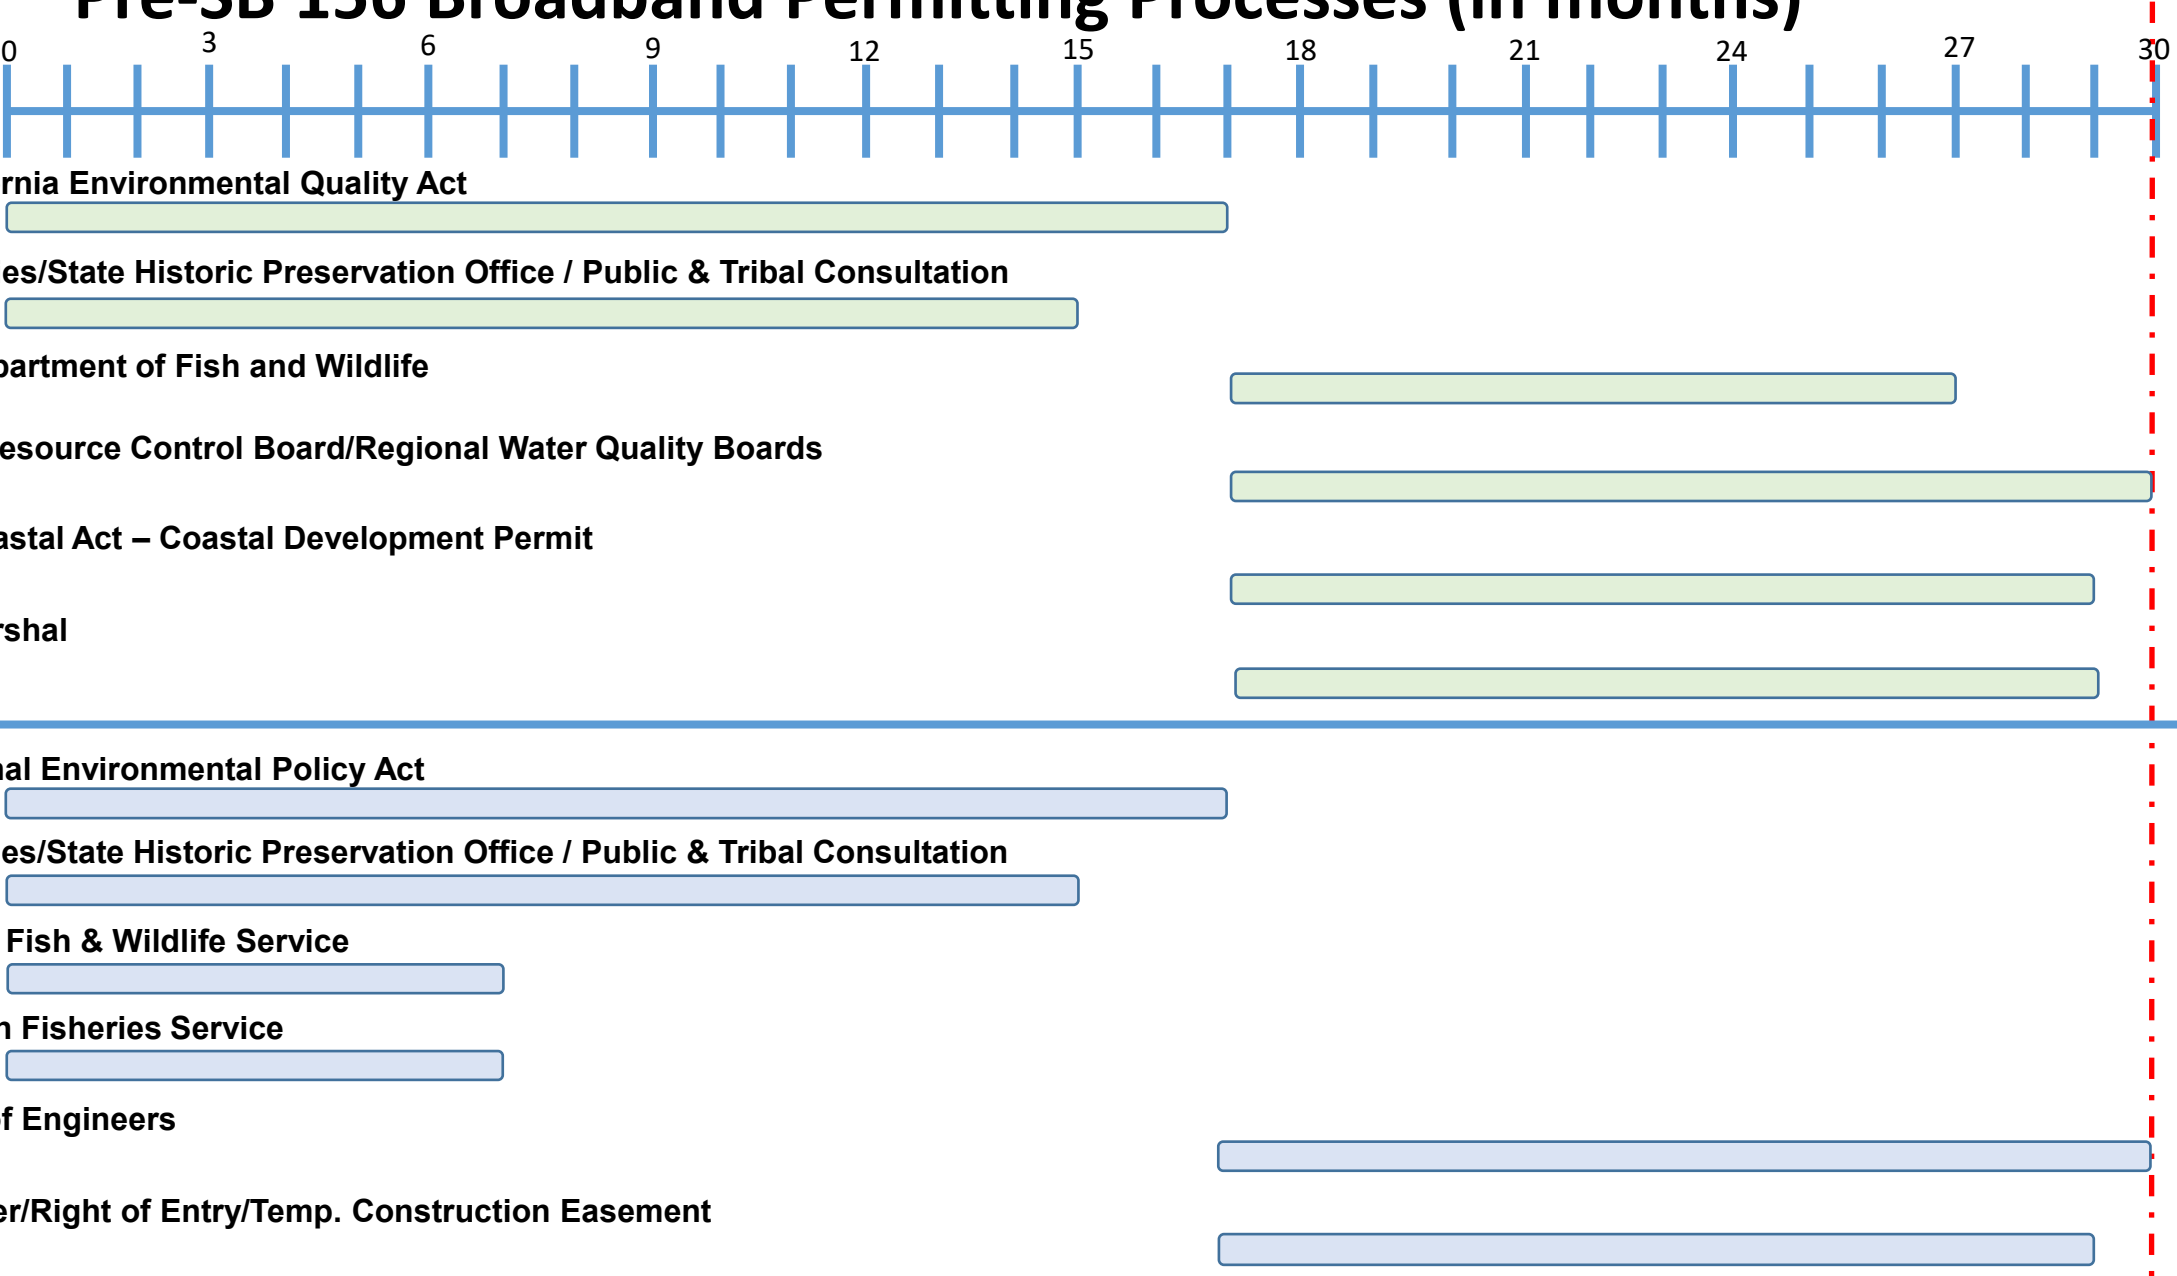 Pre-SB 156 Broadband Permitting Processes (in months)
0 3 6 9 12 15 18 21 24 27 30
rnia Environmental Quality Act
es/State Historic Preservation Office / Public & Tribal Consultation
partment of Fish and Wildlife
esource Control Board/Regional Water Quality Boards
astal Act – Coastal Development Permit
rshal
nal Environmental Policy Act
es/State Historic Preservation Office / Public & Tribal Consultation
Fish & Wildlife Service
n Fisheries Service
of Engineers
er/Right of Entry/Temp. Construction Easement